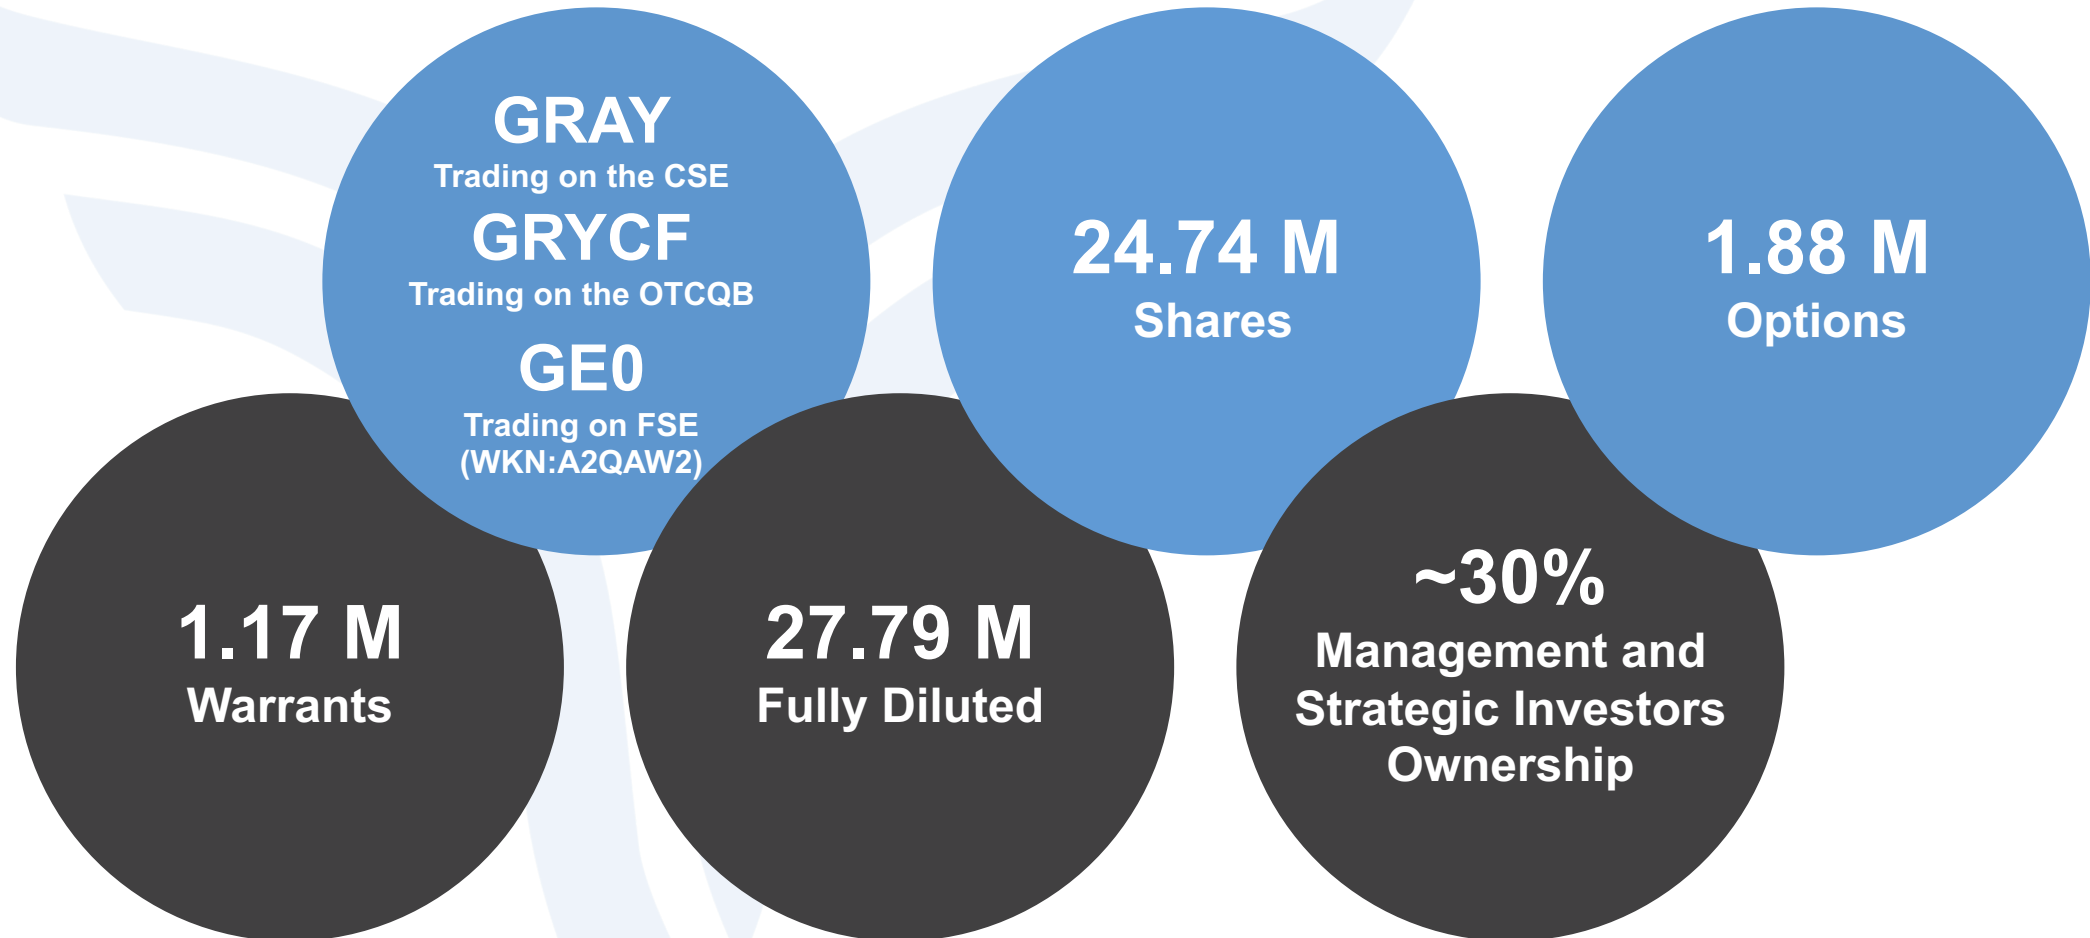 GRAY
Trading on the CSE
GRYCF
Trading on the OTCQB
GE0
Trading on FSE
(WKN:A2QAW2)
24.74 M
Shares
1.88 M
Options
1.17 M
Warrants
27.79 M
Fully Diluted
~30%
Management and
Strategic Investors
Ownership